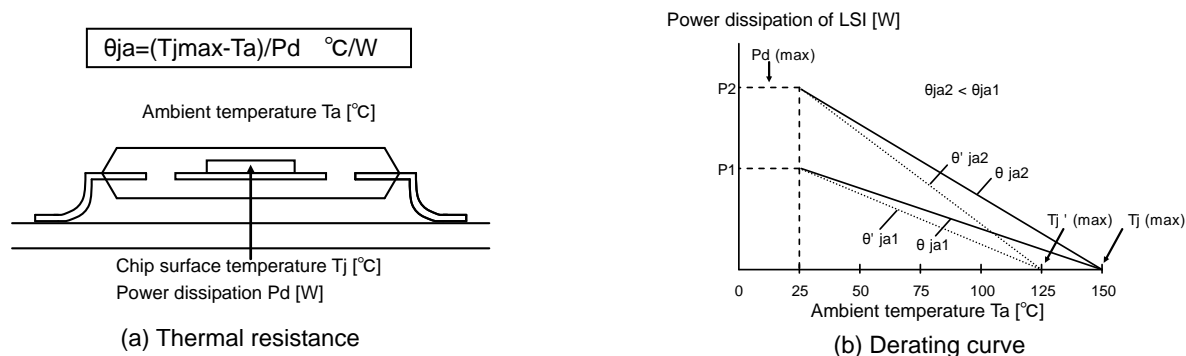 θja=(Tjmax-Ta)/Pd °C/W
Ambient temperature Ta [°C]
Chip surface temperature Tj [°C]
Power dissipation Pd [W]
(a) Thermal resistance
Power dissipation of LSI [W]
Pd (max)
P2
θja2 < θja1
P1
θ' ja2
θ ja2
θ' ja1
θ ja1
Tj ' (max)
Tj (max)
0 25 50 75 100 125 150
Ambient temperature Ta [°C]
(b) Derating curve